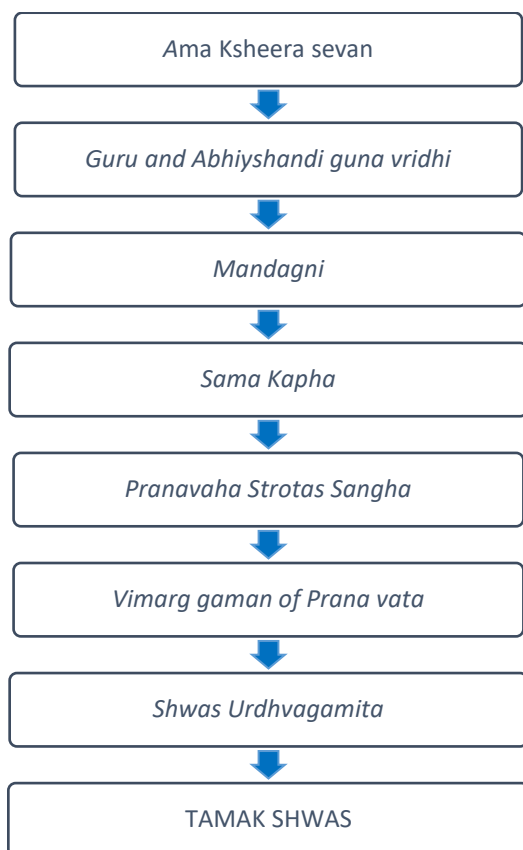 Ama Ksheera sevan
Guru and Abhiyshandi guna vridhi
Mandagni
Sama Kapha
Pranavaha Strotas Sangha
Vimarg gaman of Prana vata
Shwas Urdhvagamita
TAMAK SHWAS